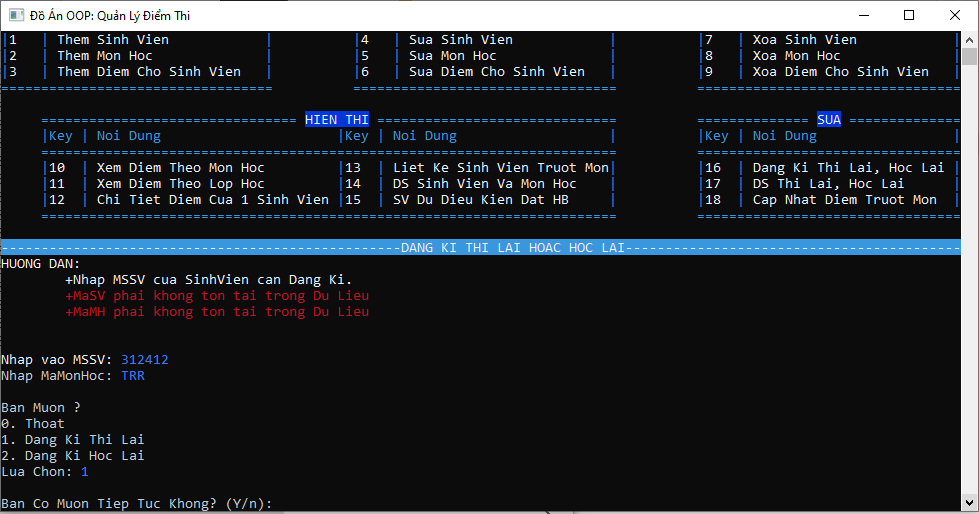 Đồ Án OOP: Quản Lý Điểm Thi
|1 | Them Sinh Vien | |4 | Sua Sinh Vien | |7 | Xoa Sinh Vien |
|2 | Them Mon Hoc | |5 | Sua Mon Hoc | |8 | Xoa Mon Hoc |
|3 | Them Diem Cho Sinh Vien | |6 | Sua Diem Cho Sinh Vien | |9 | Xoa Diem Cho Sinh Vien |
HIEN THI SUA
|Key | Noi Dung |Key | Noi Dung | |Key | Noi Dung |
|10 | Xem Diem Theo Mon Hoc |13 | Liet Ke Sinh Vien Truot Mon| |16 | Dang Ki Thi Lai, Hoc Lai |
|11 | Xem Diem Theo Lop Hoc |14 | DS Sinh Vien Va Mon Hoc | |17 | DS Thi Lai, Hoc Lai |
|12 | Chi Tiet Diem Cua 1 Sinh Vien |15 | SV Du Dieu Kien Dat HB | |18 | Cap Nhat Diem Truot Mon |
DANG KI THI LAI HOAC HOC LAI
HUONG DAN:
+Nhap MSSV cua SinhVien can Dang Ki.
+MaSV phai khong ton tai trong Du Lieu
+MaMH phai khong ton tai trong Du Lieu
Nhap vao MSSV: 312412
Nhap MaMonHoc: TRR
Ban Muon ?
0. Thoat
1. Dang Ki Thi Lai
2. Dang Ki Hoc Lai
Lua Chon: 1
Ban Co Muon Tiep Tuc Khong? (Y/n):